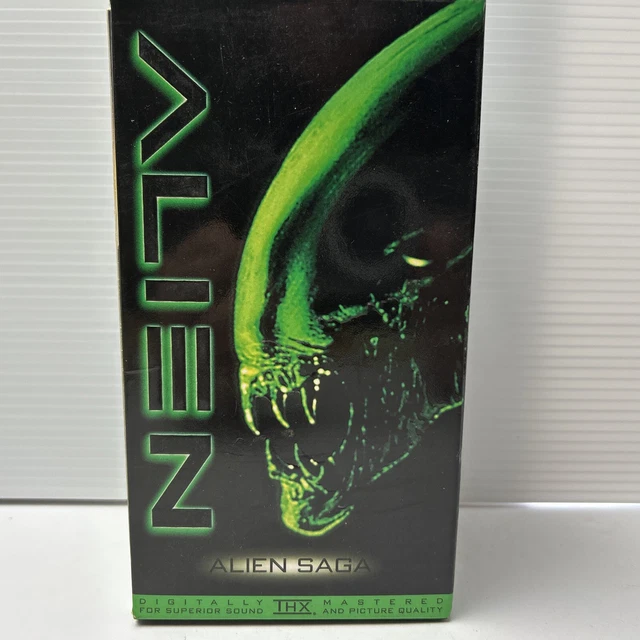 ALIEN
ALIEN SAGA
DIGITALLY THX MASTERED
FOR SUPERIOR SOUND AND PICTURE QUALITY